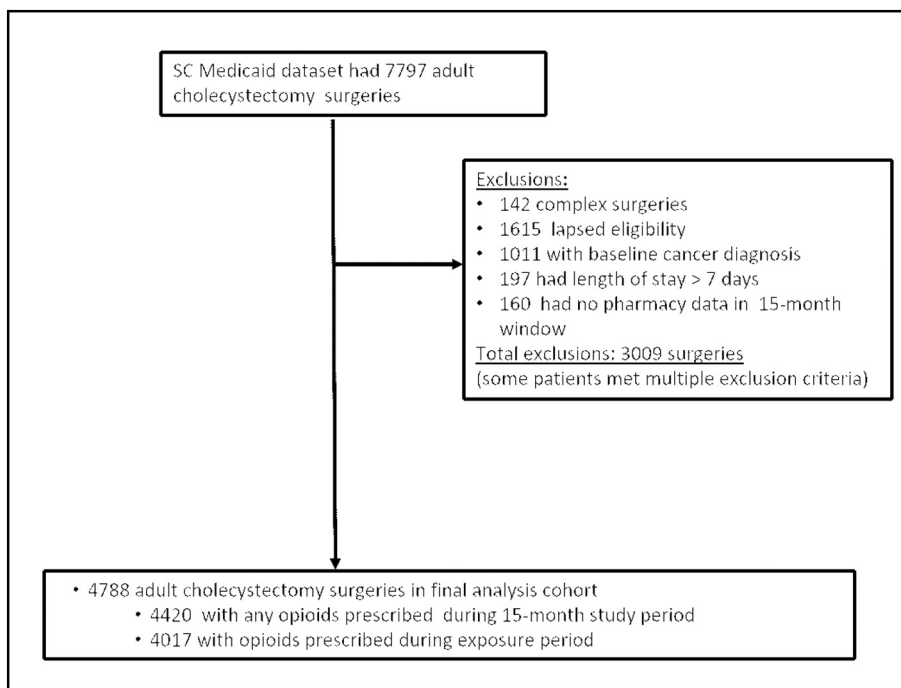 SC Medicaid dataset had 7797 adult
cholecystectomy surgeries
Exclusions:
• 142 complex surgeries
• 1615 lapsed eligibility
• 1011 with baseline cancer diagnosis
• 197 had length of stay > 7 days
• 160 had no pharmacy data in 15-month
window
Total exclusions: 3009 surgeries
(some patients met multiple exclusion criteria)
• 4788 adult cholecystectomy surgeries in final analysis cohort
• 4420 with any opioids prescribed during 15-month study period
• 4017 with opioids prescribed during exposure period